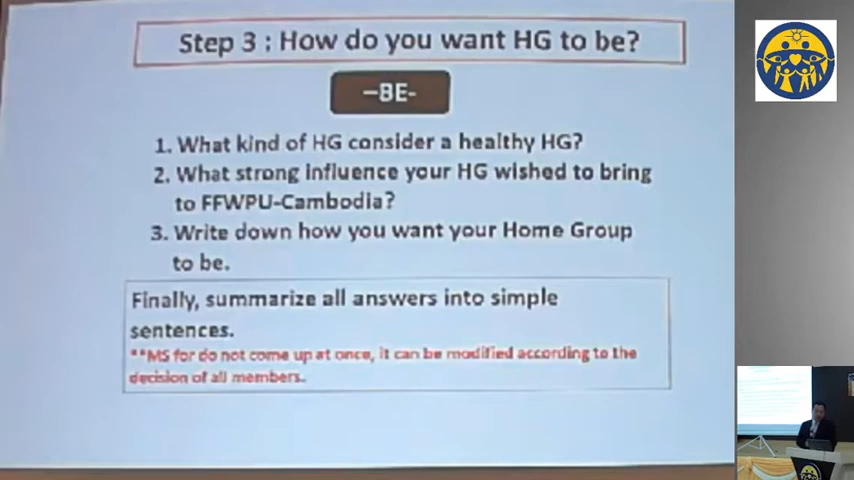 Step 3 : How do you want HG to be?
–BE-
1. What kind of HG consider a healthy HG?
2. What strong influence your HG wished to bring
to FFWPU-Cambodia?
3. Write down how you want your Home Group
to be.
Finally, summarize all answers into simple
sentences.
**MS for do not come up at once, it can be modified according to the
decision of all members.